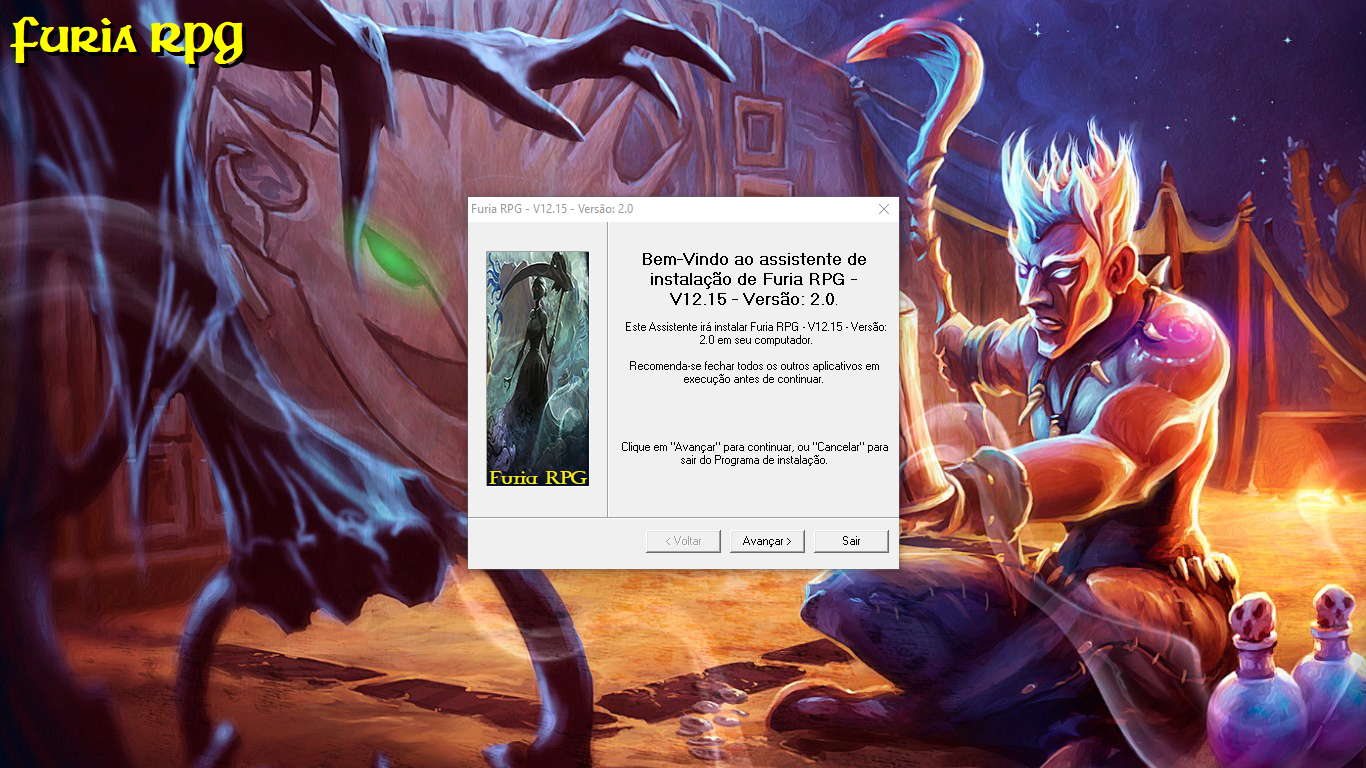 Furia RPG
Furia RPG - V12.15 - Versão: 2.0
Bem-Vindo ao assistente de
instalação de Furia RPG -
V12.15 - Versão: 2.0.
Este Assistente irá instalar Furia RPG - V12.15 - Versão:
2.0 em seu computador.
Recomenda-se fechar todos os outros aplicativos em
execução antes de continuar.
Clique em "Avançar" para continuar, ou "Cancelar" para
sair do Programa de instalação.
Furia RPG
< Voltar
Avançar >
Sair